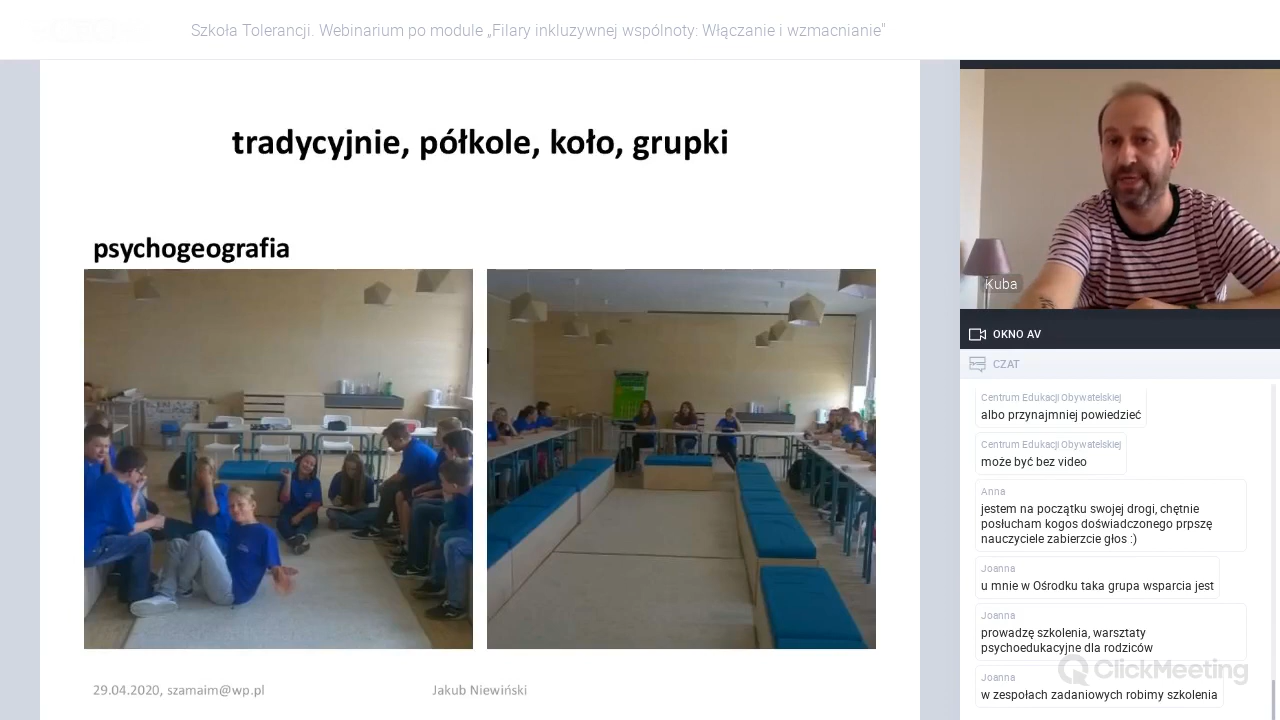 Szkoła Tolerancji. Webinarium po module „Filary inkluzywnej wspólnoty: Włączanie i wzmacnianie"
tradycyjnie, półkole, koło, grupki
psychogeografia
29.04.2020, szamaim@wp.pl
Jakub Niewiński
Kuba
OKNO AV
CZAT
Centrum Edukacji Obywatelskiej
albo przynajmniej powiedzieć
Centrum Edukacji Obywatelskiej
może być bez video
Anna
jestem na początku swojej drogi, chętnie
posłucham kogos doświadczonego prpszę
nauczyciele zabierzcie głos :)
Joanna
u mnie w Ośrodku taka grupa wsparcia jest
Joanna
prowadzę szkolenia, warsztaty
psychoedukacyjne dla rodziców
Joanna
w zespołach zadaniowych robimy szkolenia
ClickMeeting